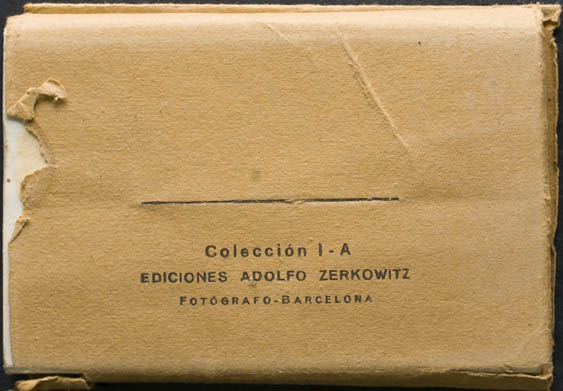 Colección I-A
EDICIONES ADOLFO ZERKOWITZ
FOTÓGRAFO-BARCELONA